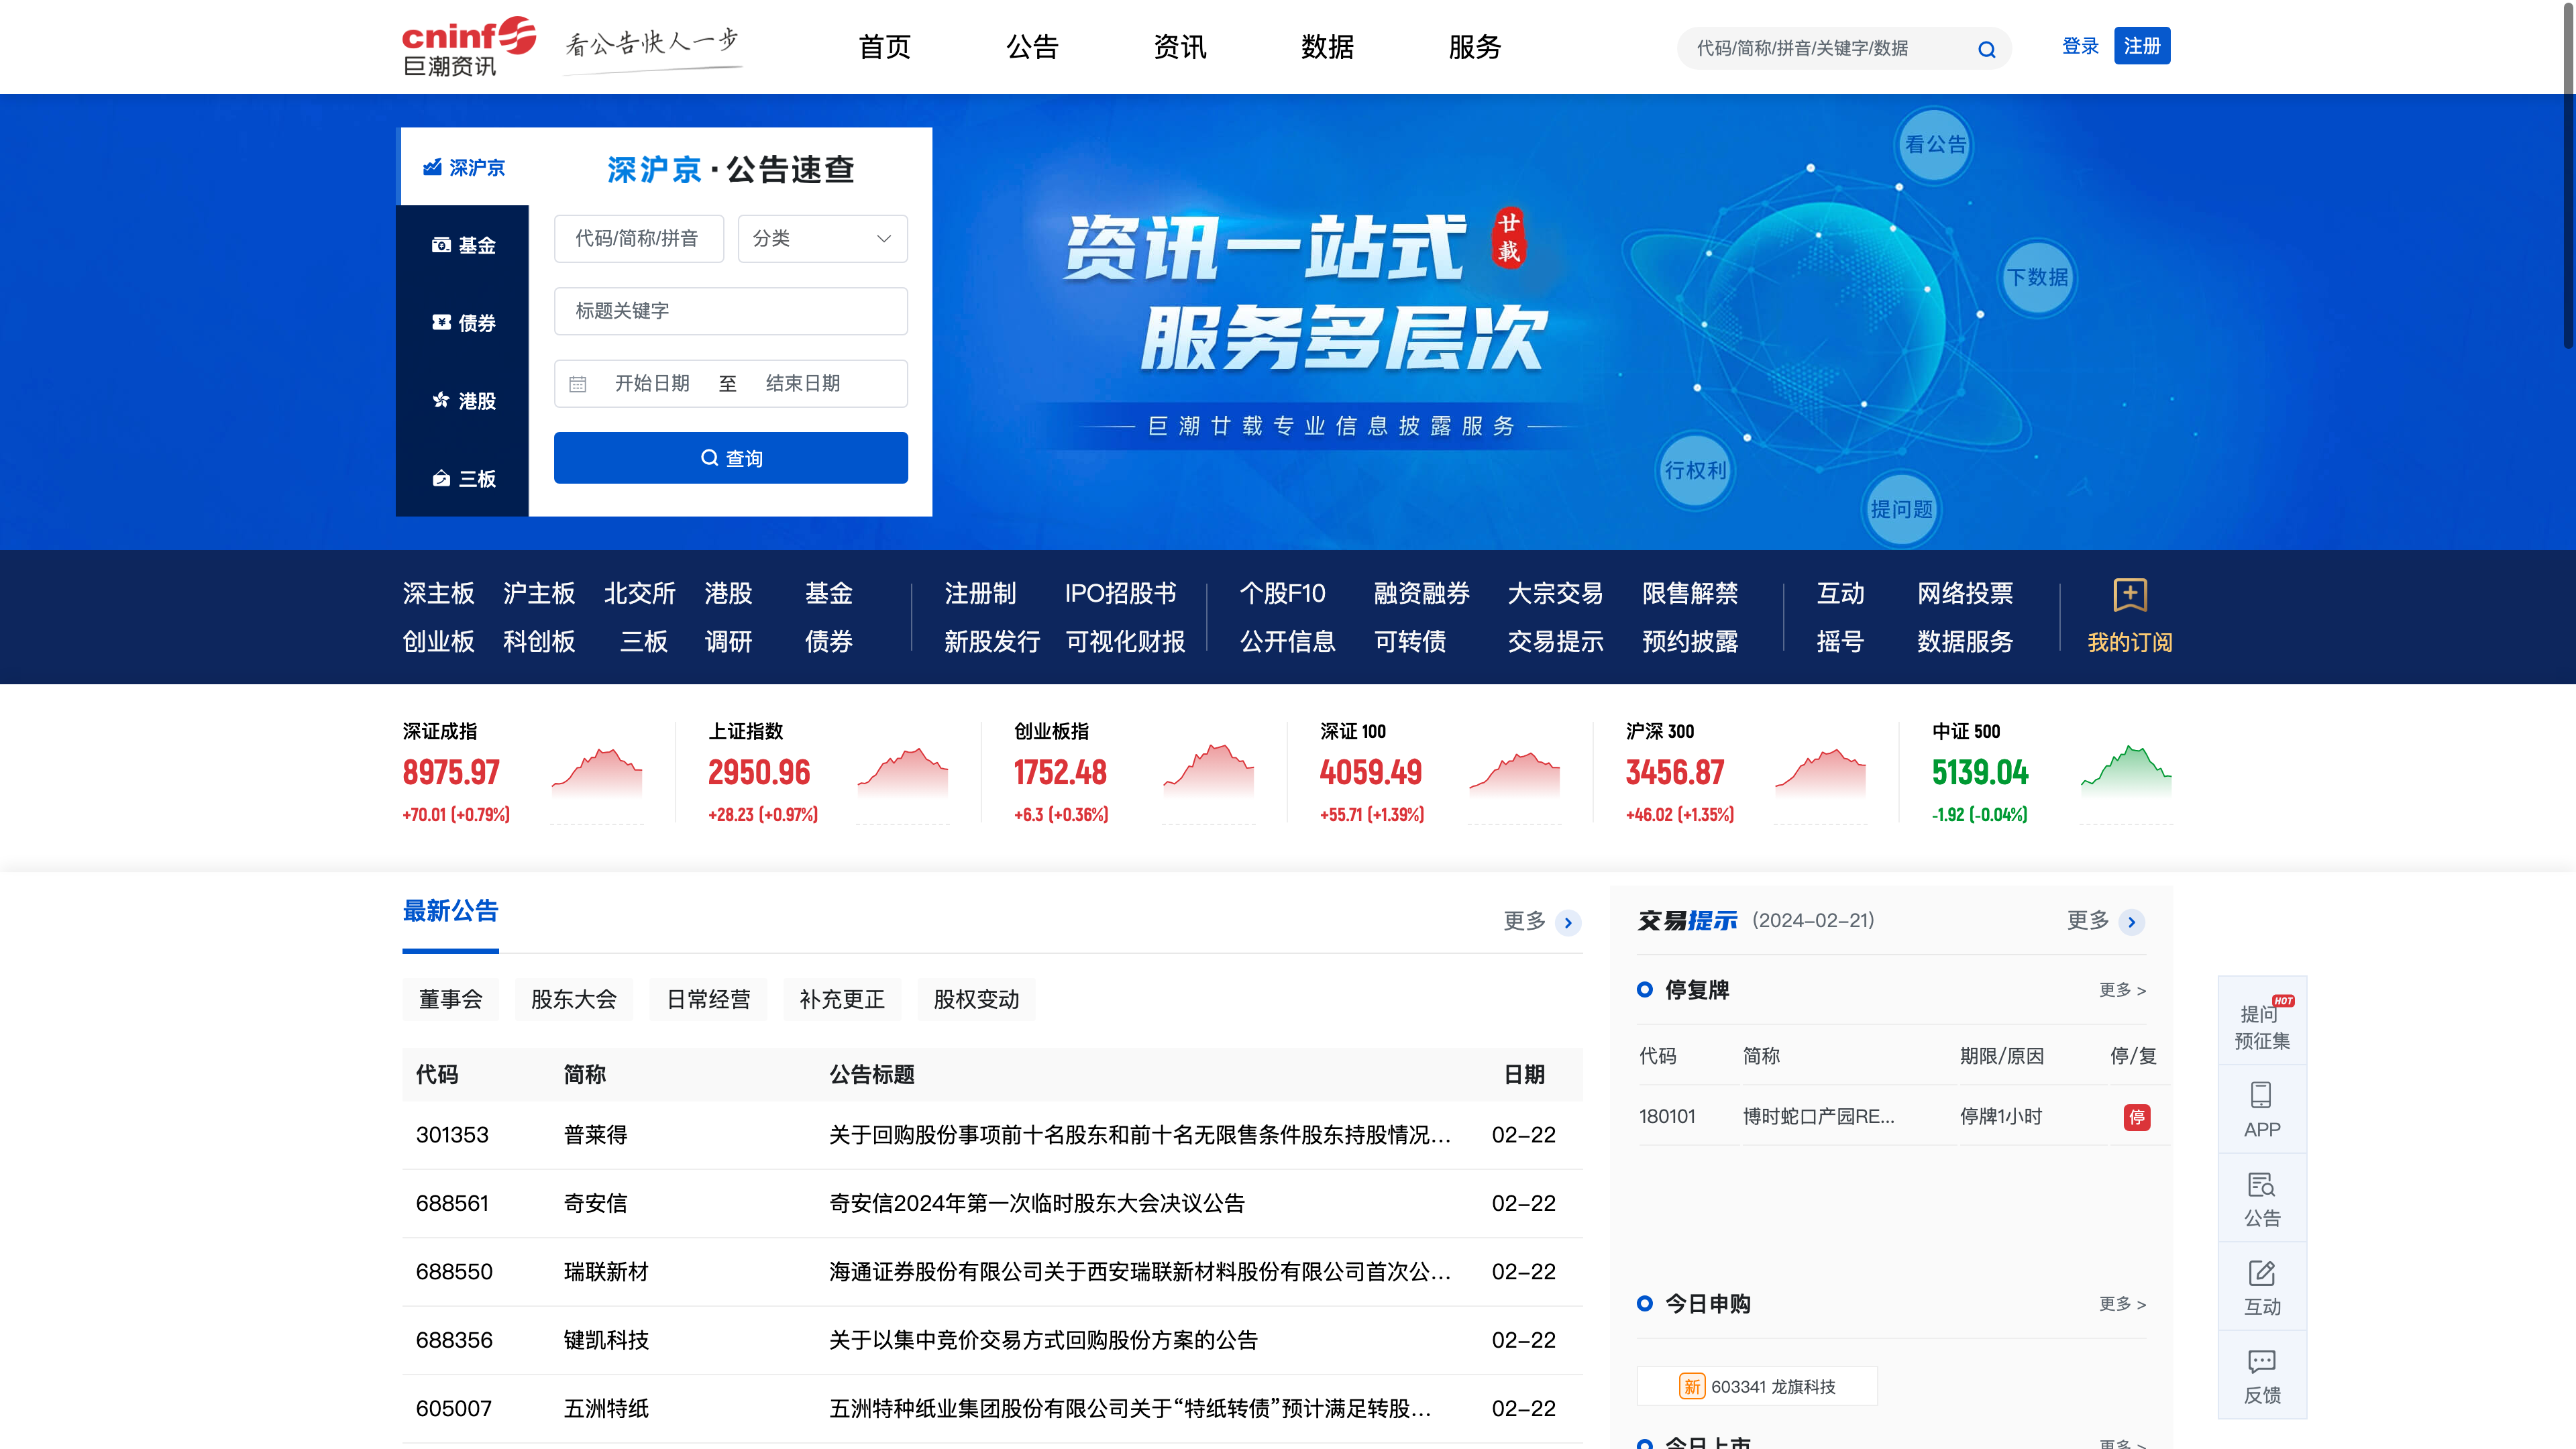 cninf
巨潮资讯
看公告快人一步
首页 公告 资讯 数据 服务
代码/简称/拼音/关键字/数据
登录 注册
深沪京
基金
债券
港股
三板
深沪京·公告速查
代码/简称/拼音 分类
标题关键字
开始日期 至 结束日期
查询
资讯一站式 廿載
服务多层次
巨潮廿载专业信息披露服务
看公告
下数据
行权利
提问题
深主板 沪主板 北交所 港股 基金 注册制 IPO招股书 个股F10 融资融券 大宗交易 限售解禁 互动 网络投票
创业板 科创板 三板 调研 债券 新股发行 可视化财报 公开信息 可转债 交易提示 预约披露 摇号 数据服务 我的订阅
深证成指 上证指数 创业板指 深证 100 沪深 300 中证 500
8975.97 2950.96 1752.48 4059.49 3456.87 5139.04
+70.01 (+0.79%) +28.23 (+0.97%) +6.3 (+0.36%) +55.71 (+1.39%) +46.02 (+1.35%) -1.92 (-0.04%)
最新公告 更多
董事会 股东大会 日常经营 补充更正 股权变动
代码 简称 公告标题 日期
301353 普莱得 关于回购股份事项前十名股东和前十名无限售条件股东持股情况... 02-22
688561 奇安信 奇安信2024年第一次临时股东大会决议公告 02-22
688550 瑞联新材 海通证券股份有限公司关于西安瑞联新材料股份有限公司首次公... 02-22
688356 键凯科技 关于以集中竞价交易方式回购股份方案的公告 02-22
605007 五洲特纸 五洲特种纸业集团股份有限公司关于“特纸转债”预计满足转股... 02-22
交易提示 (2024-02-21) 更多
停复牌 更多 >
代码 简称 期限/原因 停/复
180101 博时蛇口产园RE... 停牌1小时 停
今日申购 更多 >
新 603341 龙旗科技
今日上市 更多 >
提问 HOT
预征集
APP
公告
互动
反馈